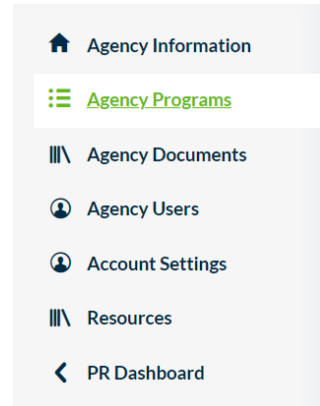 Agency Information
Agency Programs
Agency Documents
Agency Users
Account Settings
Resources
PR Dashboard